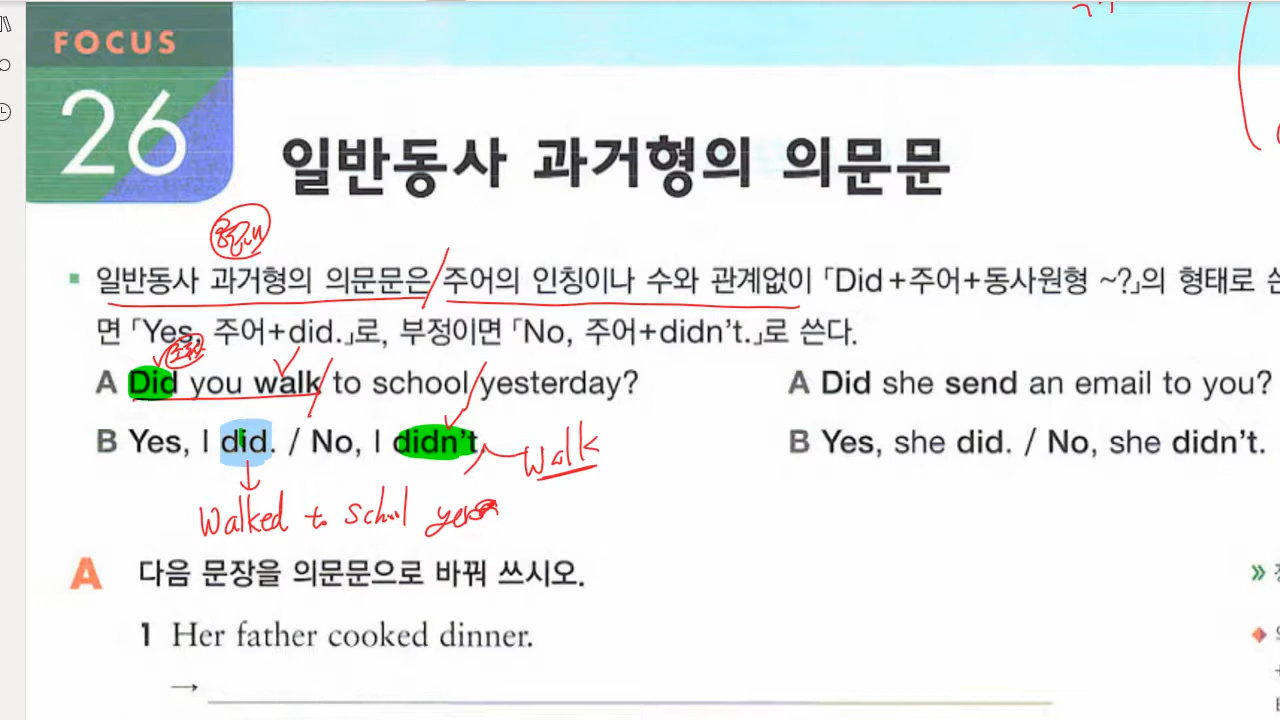 FOCUS
26
일반동사 과거형의 의문문
일반동사 과거형의 의문문은 주어의 인칭이나 수와 관계없이 「Did+주어+동사원형 ~?」의 형태로
면 「Yes, 주어+did.」로, 부정이면 「No, 주어+didn't.」로 쓴다.
A Did you walk to school yesterday?
B Yes, I did. / No, I didn't.
walk
walked to school
A Did she send an email to you?
B Yes, she did. / No, she didn't.
A 다음 문장을 의문문으로 바꿔 쓰시오.
1 Her father cooked dinner.
→